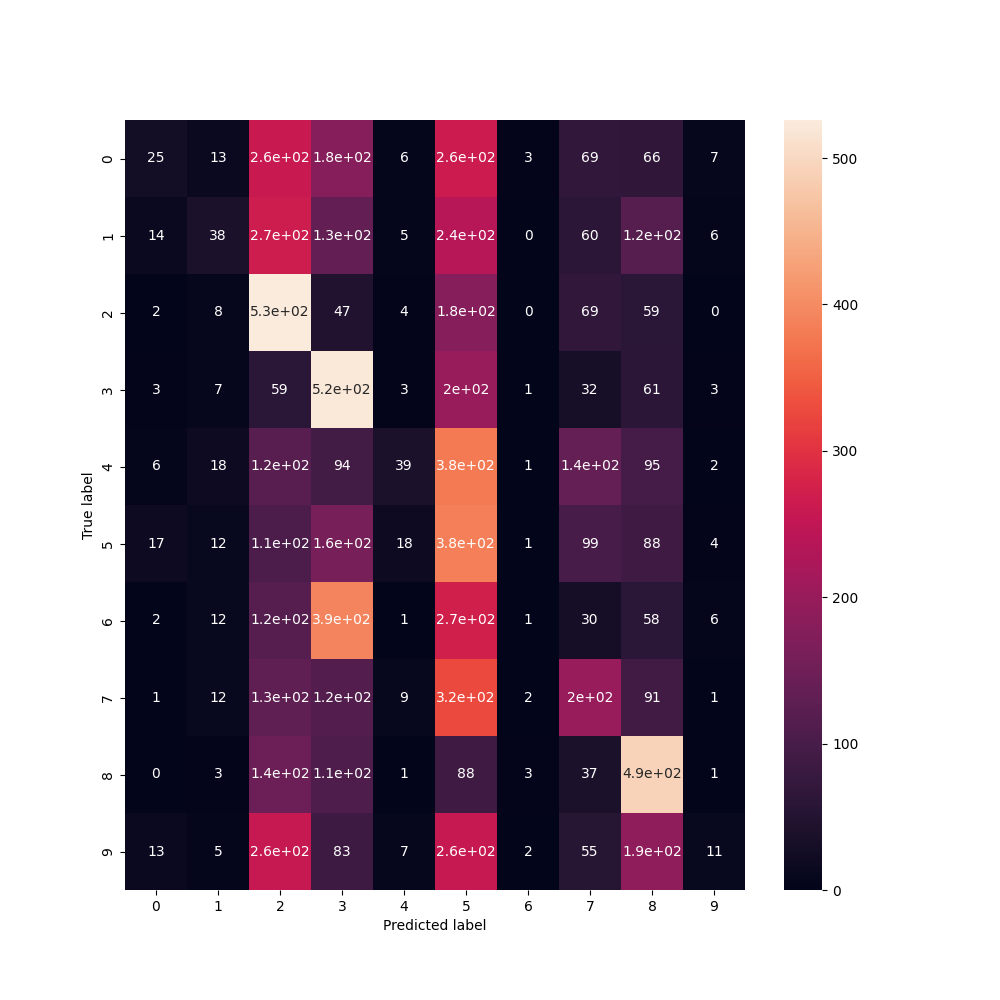 0 25 13 2.6e+02 1.8e+02 6 2.6e+02 3 69 66 7
1 14 38 2.7e+02 1.3e+02 5 2.4e+02 0 60 1.2e+02 6
2 2 8 5.3e+02 47 4 1.8e+02 0 69 59 0
3 3 7 59 5.2e+02 3 2e+02 1 32 61 3
4 6 18 1.2e+02 94 39 3.8e+02 1 1.4e+02 95 2
5 17 12 1.1e+02 1.6e+02 18 3.8e+02 1 99 88 4
6 2 12 1.2e+02 3.9e+02 1 2.7e+02 1 30 58 6
7 1 12 1.3e+02 1.2e+02 9 3.2e+02 2 2e+02 91 1
8 0 3 1.4e+02 1.1e+02 1 88 3 37 4.9e+02 1
9 13 5 2.6e+02 83 7 2.6e+02 2 55 1.9e+02 11
0 1 2 3 4 5 6 7 8 9
Predicted label
True label
500
400
300
200
100
0